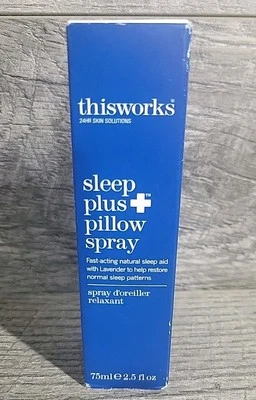 thisworks®
24HR SKIN SOLUTIONS
sleep
plus+™
pillow
spray
Fast-acting natural sleep aid
with Lavender to help restore
normal sleep patterns
spray d'oreiller
relaxant
75ml ℮ 2.5 fl oz